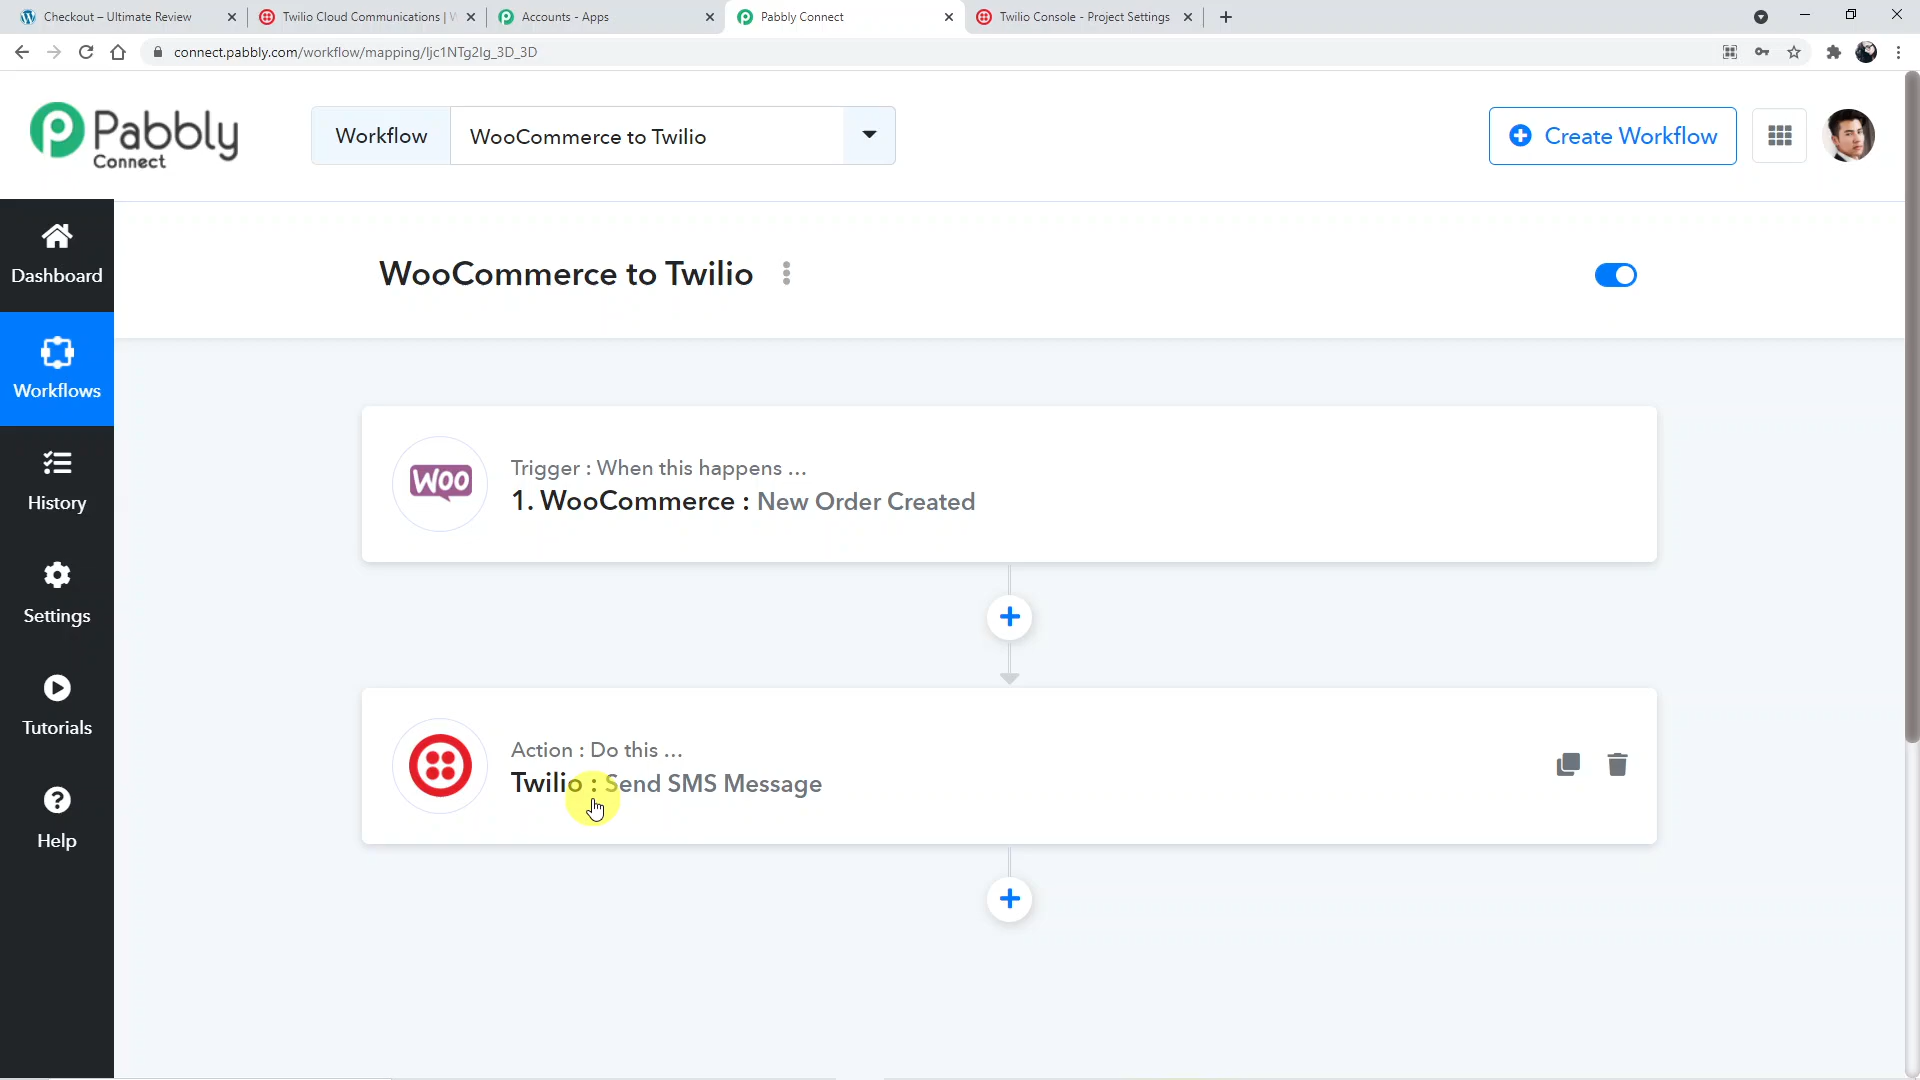 Checkout – Ultimate Review
Twilio Cloud Communications |
Accounts - Apps
Pabbly Connect
Twilio Console - Project Settings
connect.pabbly.com/workflow/mapping/Ijc1NTg2Ig_3D_3D
Pabbly
Connect
Workflow
WooCommerce to Twilio
Create Workflow
Dashboard
Workflows
History
Settings
Tutorials
Help
WooCommerce to Twilio
WOO
Trigger : When this happens ...
1. WooCommerce : New Order Created
Action : Do this ...
Twilio : Send SMS Message